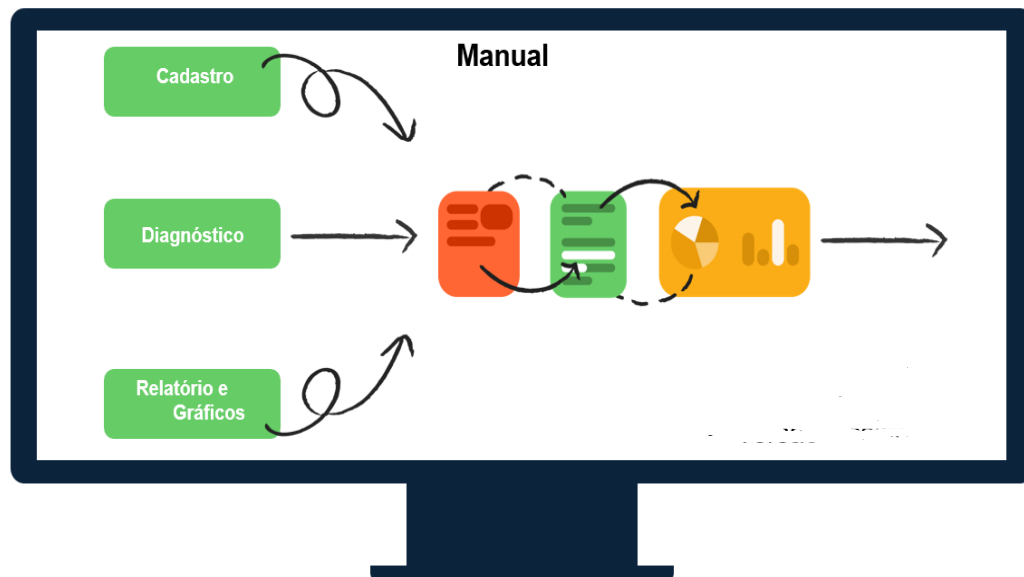 Manual
Cadastro
Diagnóstico
Relatório e
Gráficos